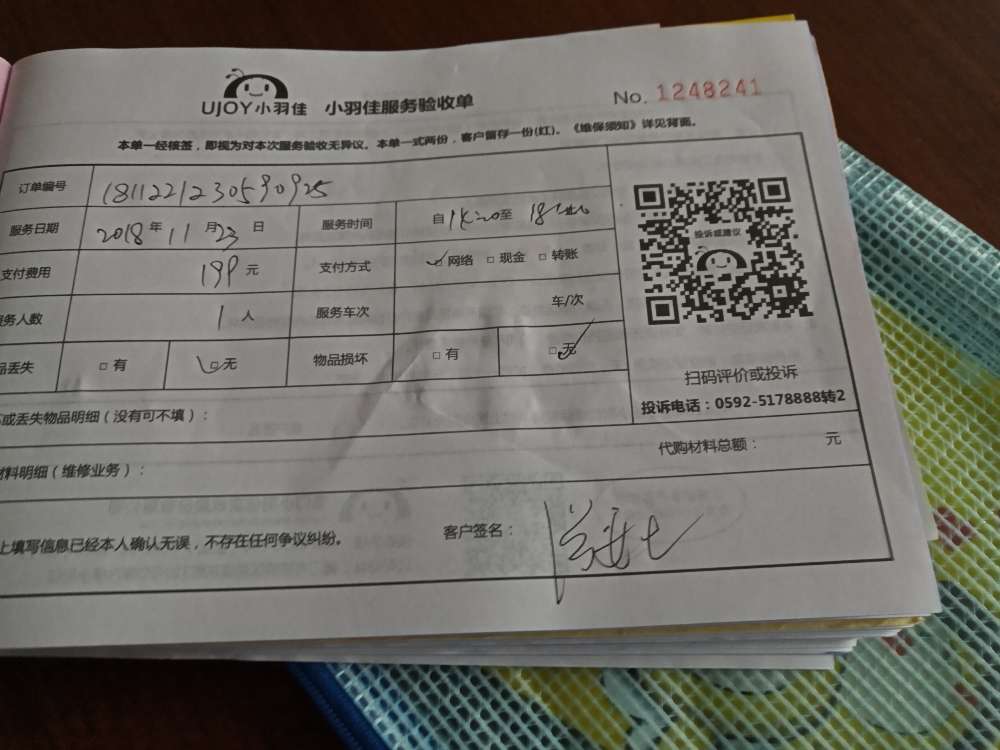 UJOY小羽佳 小羽佳服务验收单 No. 1248241
本单一经核签，即视为对本次服务验收无异议。本单一式两份，客户留存一份(红)。《维保须知》详见背面。
订单编号 181122123059 0925
服务日期 2018年11月23日 服务时间 自 至
支付费用 199元 支付方式 □网络 □现金 □转账
务人数 1人 服务车次 车/次
品丢失 □有 □无 物品损坏 □有 □无
投诉或建议
扫码评价或投诉
投诉电话：0592-5178888转2
或丢失物品明细（没有可不填）：
代购材料总额： 元
材料明细（维修业务）：
上填写信息已经本人确认无误，不存在任何争议纠纷。 客户签名：